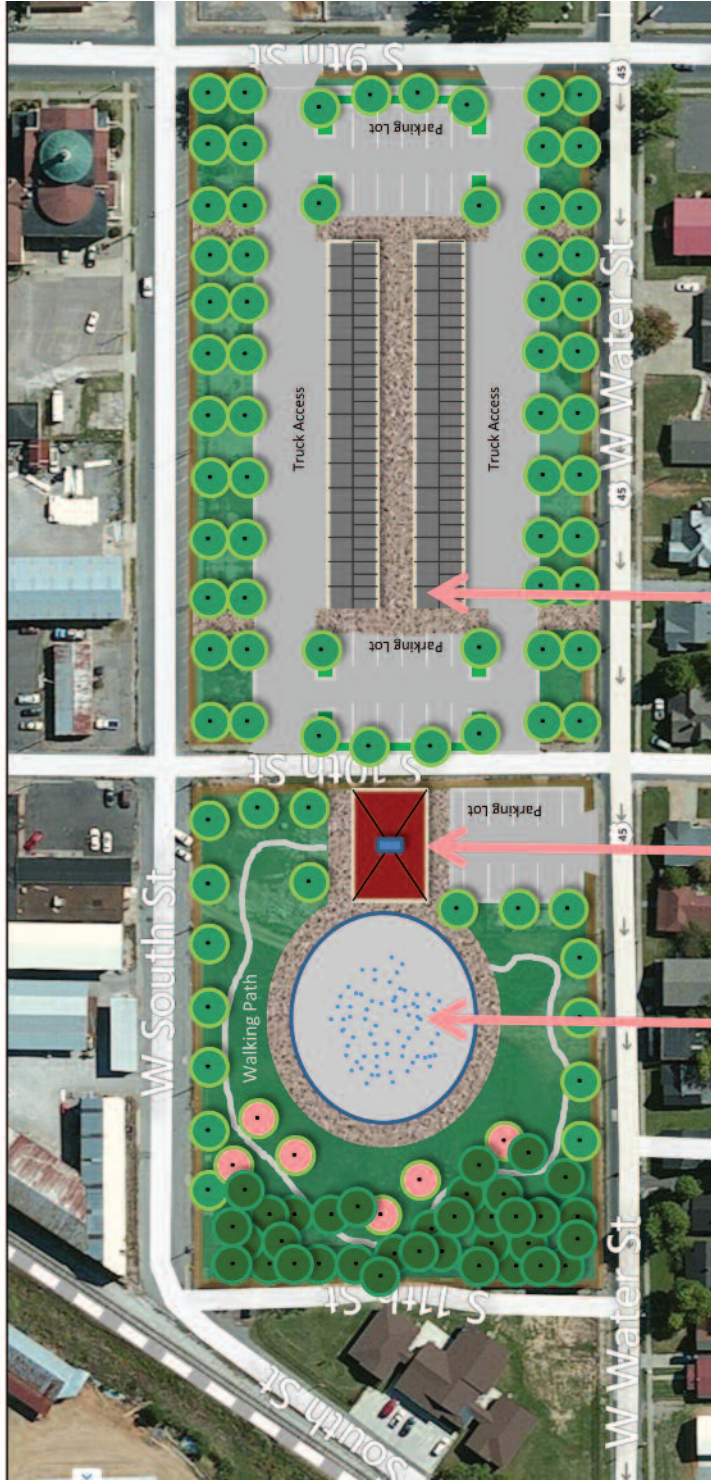 S 9th St
45
Parking Lot
W Water St
Truck Access
Truck Access
45
Parking Lot
S 10th St
Parking Lot
45
W South St
Walking Path
S 11th St
W Water St
South St